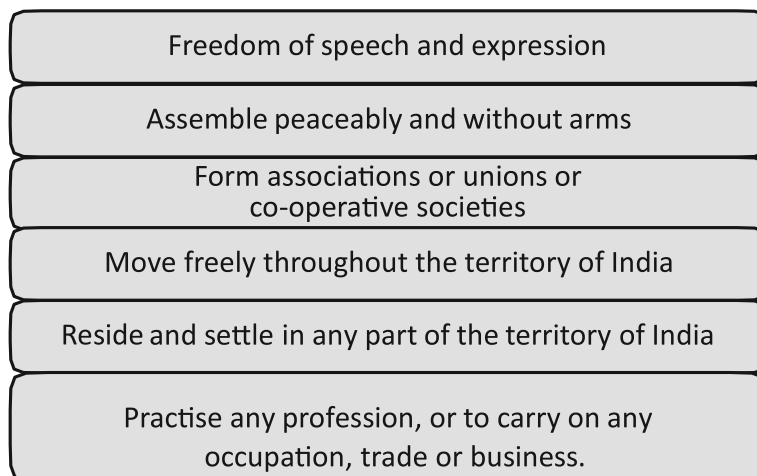 Freedom of speech and expression
Assemble peaceably and without arms
Form associations or unions or
co-operative societies
Move freely throughout the territory of India
Reside and settle in any part of the territory of India
Practise any profession, or to carry on any
occupation, trade or business.